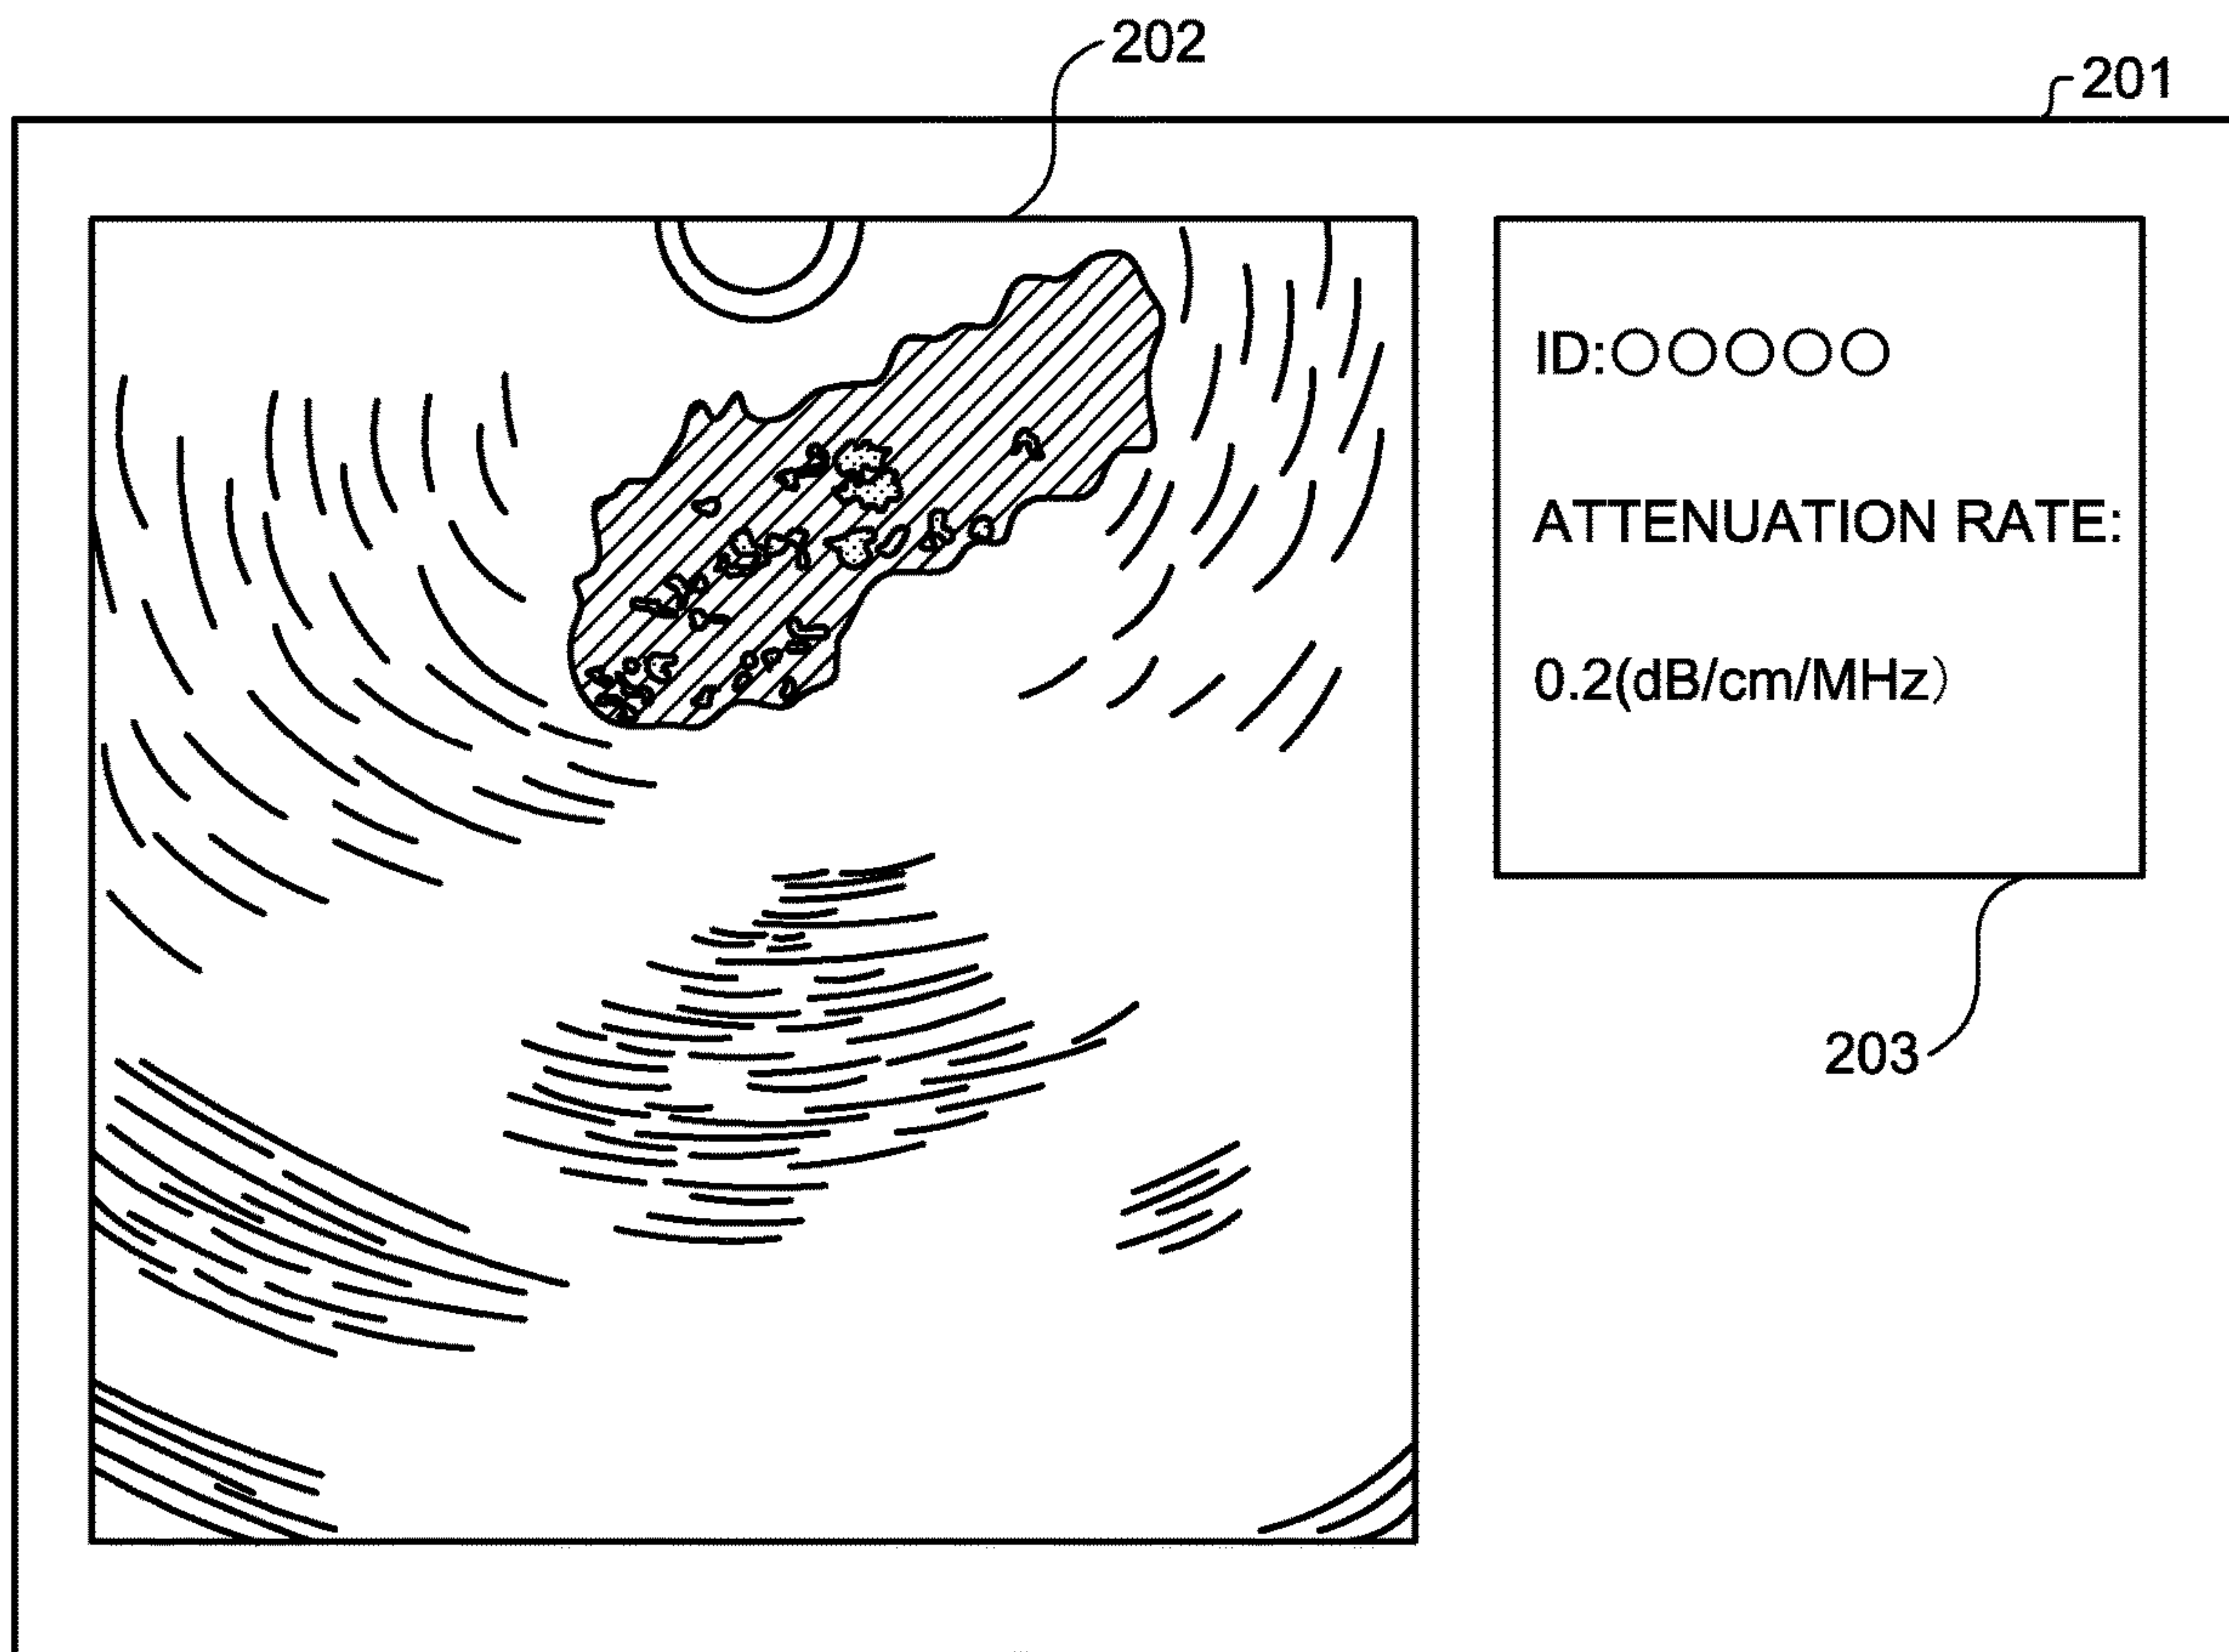 202
201
ID:○○○○○
ATTENUATION RATE:
0.2(dB/cm/MHz)
203